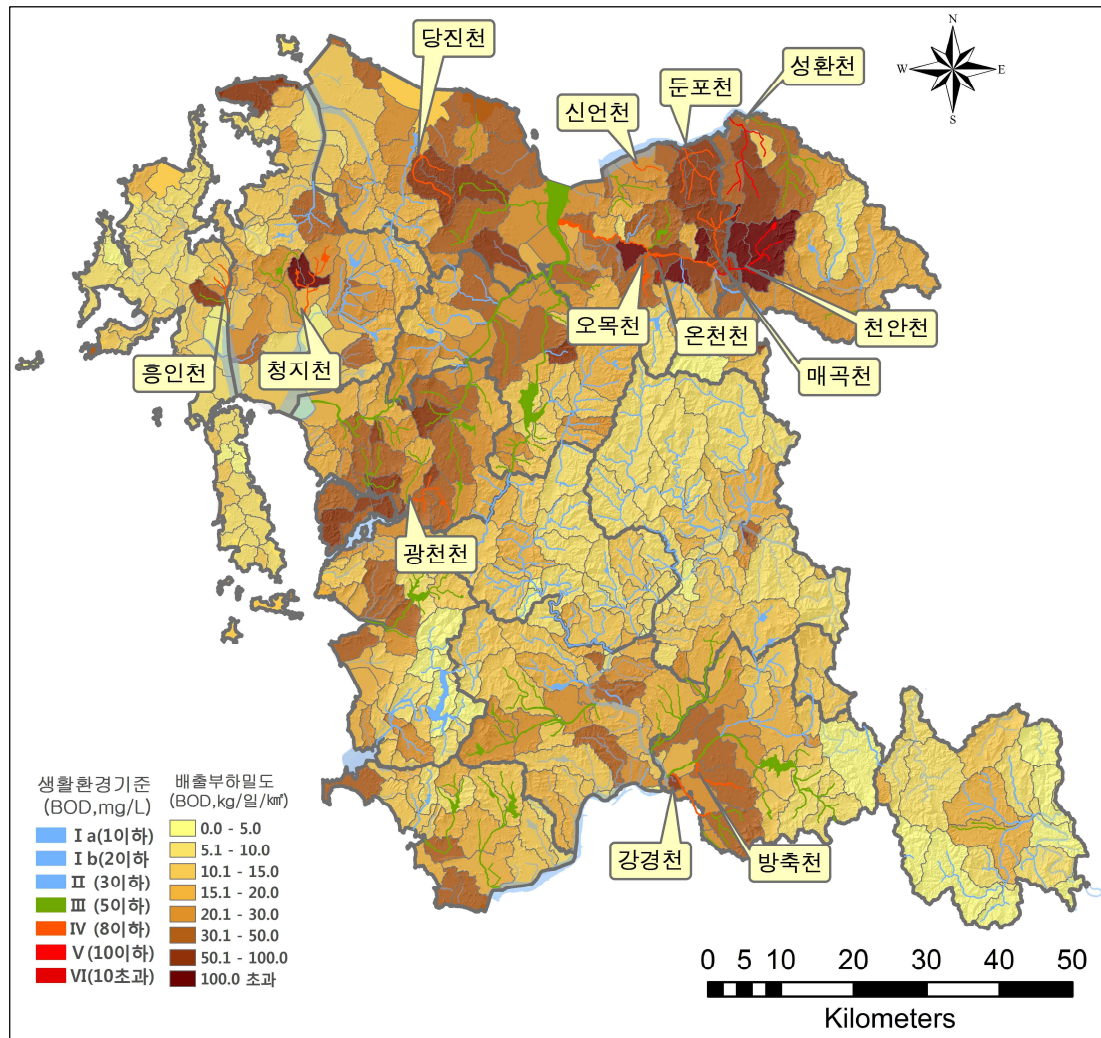 N
W
E
S
당진천
성환천
둔포천
신언천
오목천
온천천
천안천
매곡천
흥인천
청지천
광천천
강경천
방축천
생활환경기준
(BOD,mg/L)
Ⅰa(1이하)
Ⅰb(2이하
Ⅱ (3이하)
Ⅲ (5이하)
Ⅳ (8이하)
Ⅴ(10이하)
Ⅵ(10초과)
배출부하밀도
(BOD,kg/일/㎢)
0.0 - 5.0
5.1 - 10.0
10.1 - 15.0
15.1 - 20.0
20.1 - 30.0
30.1 - 50.0
50.1 - 100.0
100.0 초과
0 5 10 20 30 40 50
Kilometers